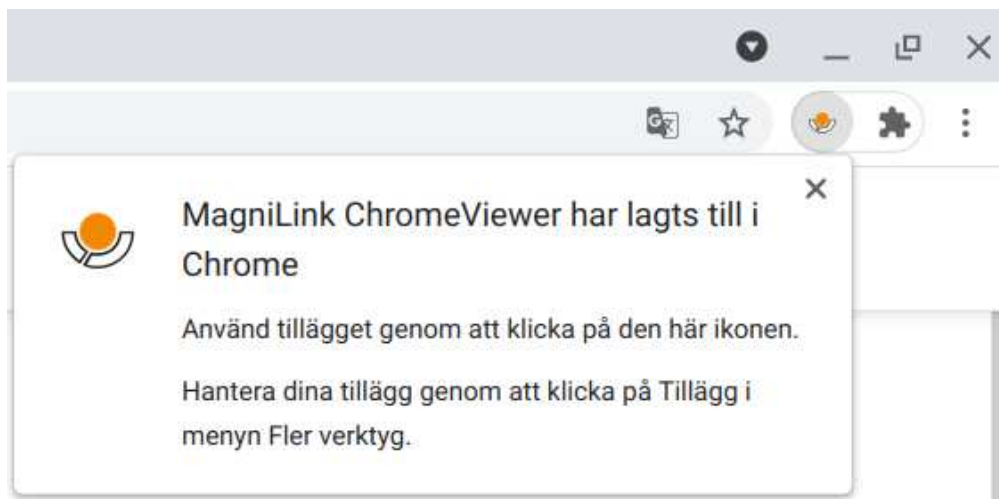 MagniLink ChromeViewer har lagts till i
Chrome
Använd tillägget genom att klicka på den här ikonen.
Hantera dina tillägg genom att klicka på Tillägg i
menyn Fler verktyg.